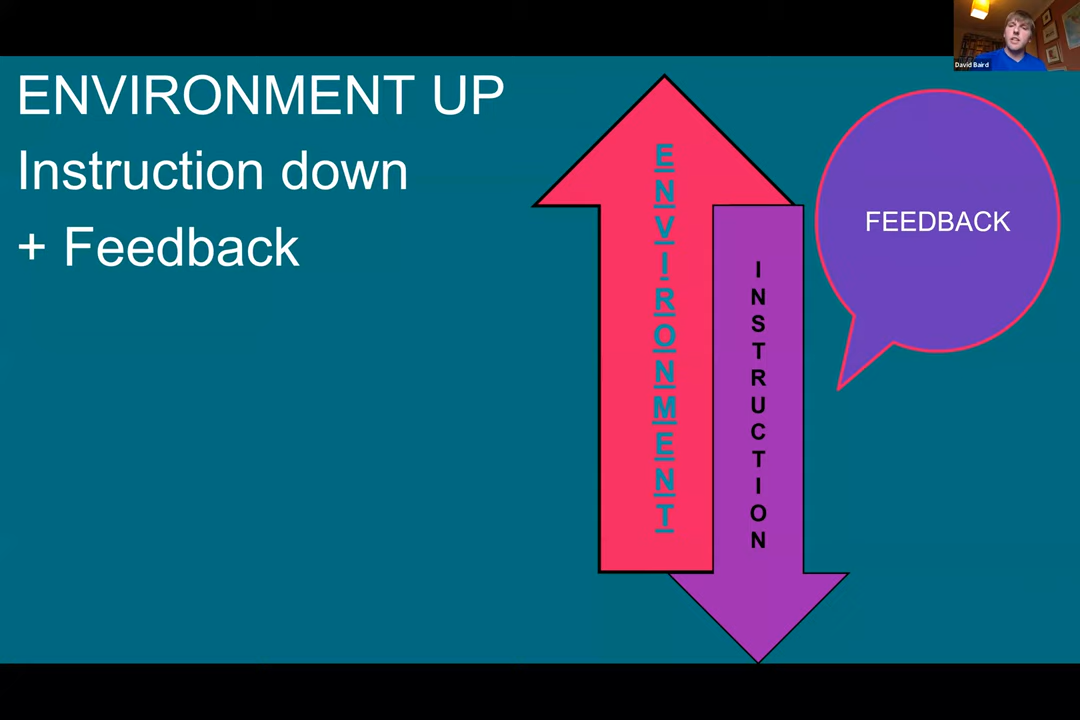 ENVIRONMENT UP
Instruction down
+ Feedback
ENVIRONMENT
INSTRUCTION
FEEDBACK
David Baird